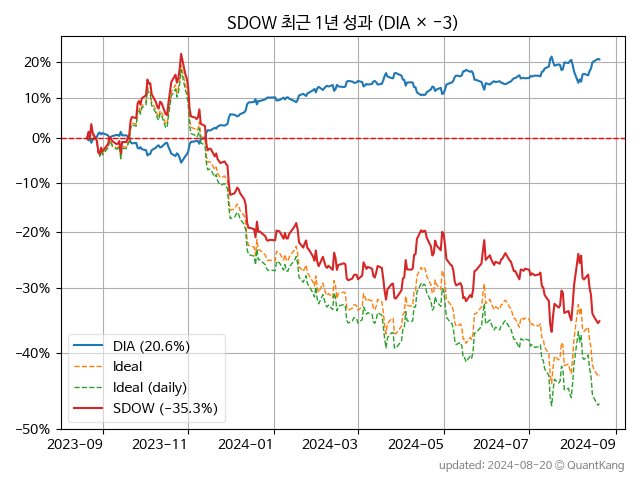 SDOW 최근 1년 성과 (DIA × −3)
20%
10%
0%
−10%
−20%
−30%
−40%
−50%
DIA (20.6%)
Ideal
Ideal (daily)
SDOW (−35.3%)
2023−09
2023−11
2024−01
2024−03
2024−05
2024−07
2024−09
updated: 2024−08−20 © QuantKang